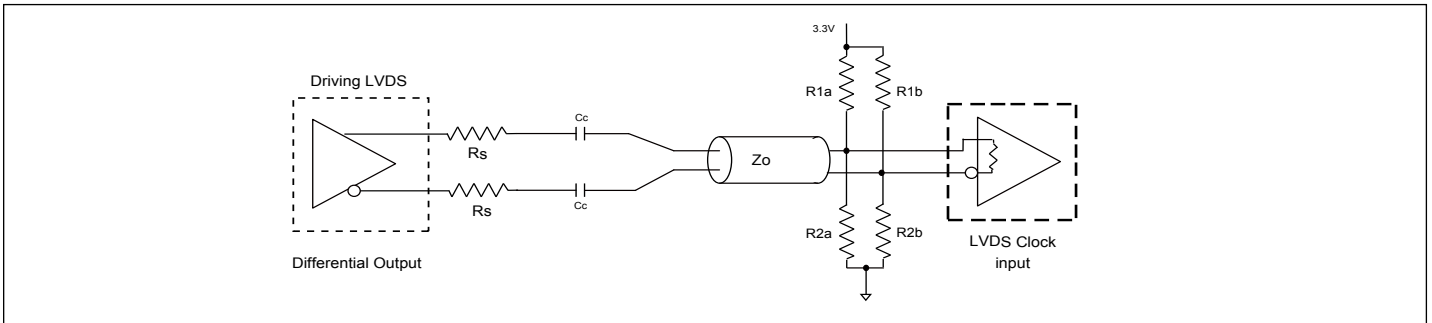 3.3V
Driving LVDS
R1a
R1b
Cc
Rs
Zo
Rs
Cc
R2a
R2b
LVDS Clock
input
Differential Output